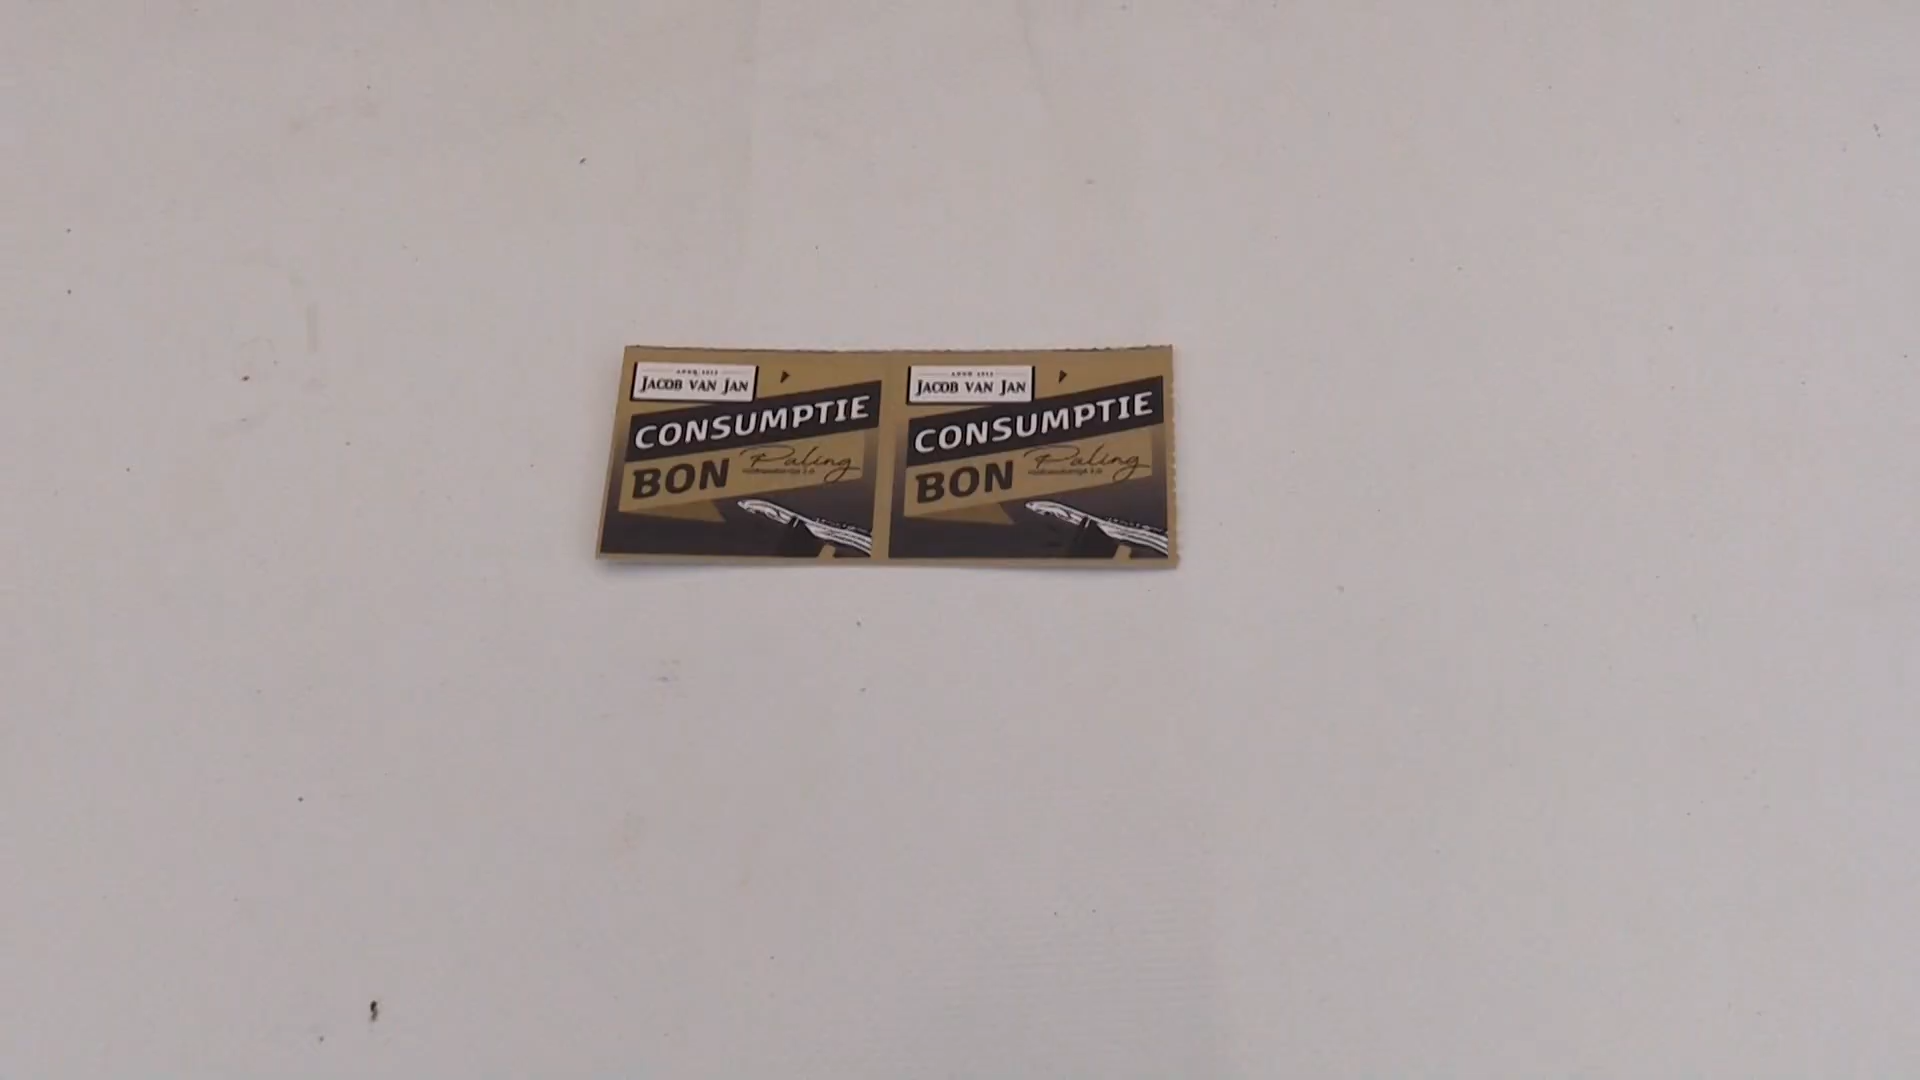 JACOB VAN JAN
CONSUMPTIE
BON Paling
JACOB VAN JAN
CONSUMPTIE
BON Paling